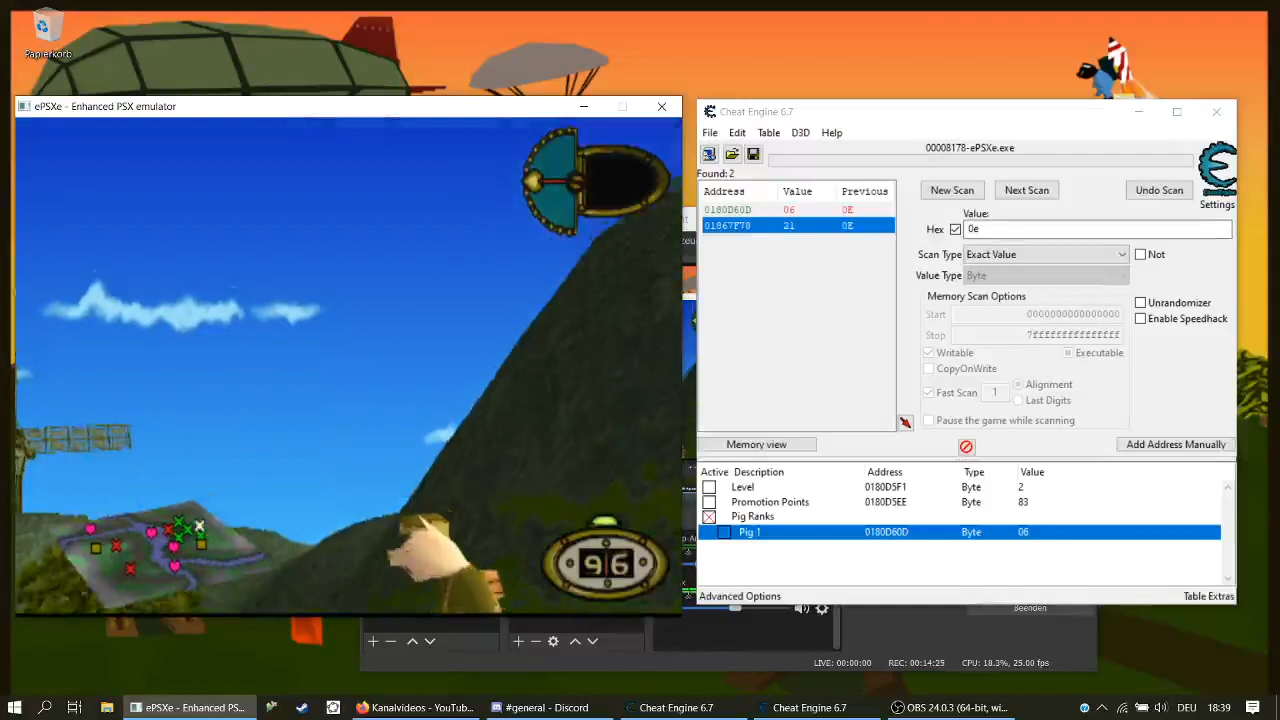 Papierkorb
ePSXe - Enhanced PSX emulator
96
Cheat Engine 6.7
File Edit Table D3D Help
00008178-ePSXe.exe
Found: 2
Address Value Previous
0180D60D 06 0E
01867F78 21 0E
New Scan Next Scan Undo Scan
Settings
Value:
Hex 0e
Scan Type Exact Value Not
Value Type Byte
Memory Scan Options
Start 0000000000000000
Stop 7fffffffffffffff
Writable Executable
CopyOnWrite
Fast Scan 1 Alignment
Last Digits
Pause the game while scanning
Unrandomizer
Enable Speedhack
Memory view Add Address Manually
Active Description Address Type Value
Level 0180D5F1 Byte 2
Promotion Points 0180D5EE Byte 83
Pig Ranks
Pig 1 0180D60D Byte 06
Advanced Options Table Extras
Beenden
LIVE: 00:00:00 REC: 00:14:25 CPU: 18.3%, 25.00 fps
ePSXe - Enhanced PS... Kanalvideos - YouTub... #general - Discord Cheat Engine 6.7 Cheat Engine 6.7 OBS 24.0.3 (64-bit, wi... DEU 18:39